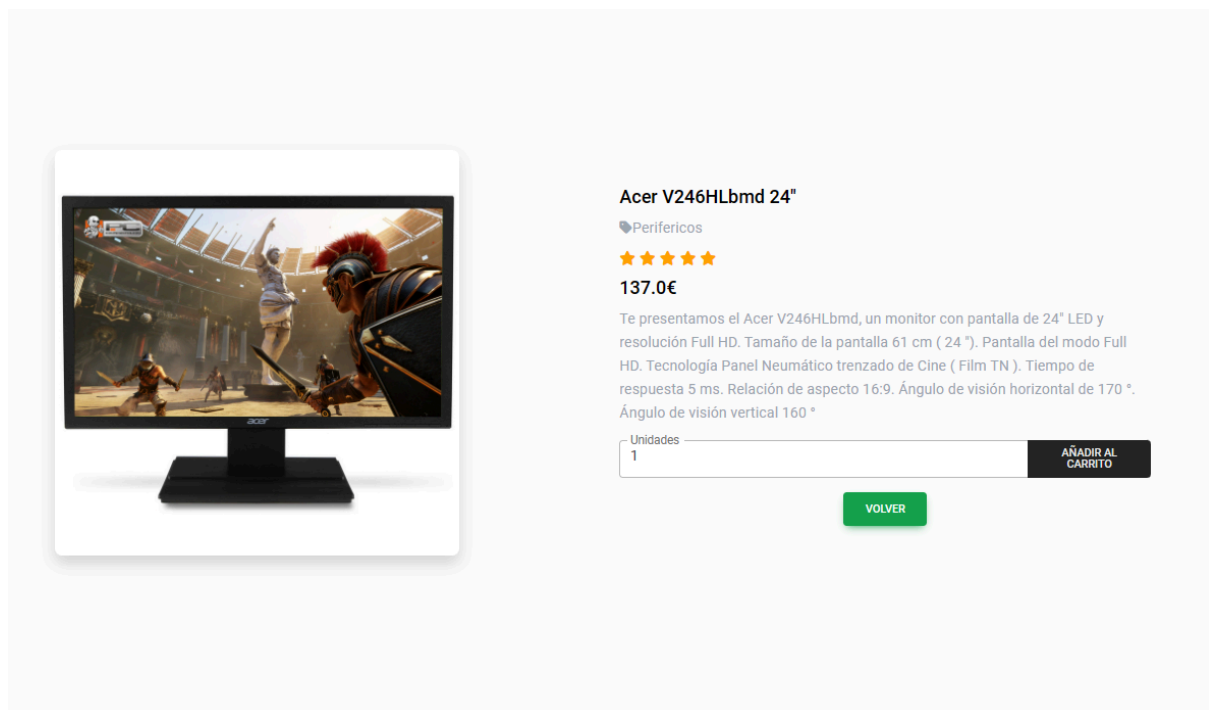 acer
Acer V246HLbmd 24"
Perifericos
137.0€
Te presentamos el Acer V246HLbmd, un monitor con pantalla de 24" LED y
resolución Full HD. Tamaño de la pantalla 61 cm ( 24 "). Pantalla del modo Full
HD. Tecnología Panel Neumático trenzado de Cine ( Film TN ). Tiempo de
respuesta 5 ms. Relación de aspecto 16:9. Ángulo de visión horizontal de 170 °.
Ángulo de visión vertical 160 °
Unidades
1
AÑADIR AL
CARRITO
VOLVER